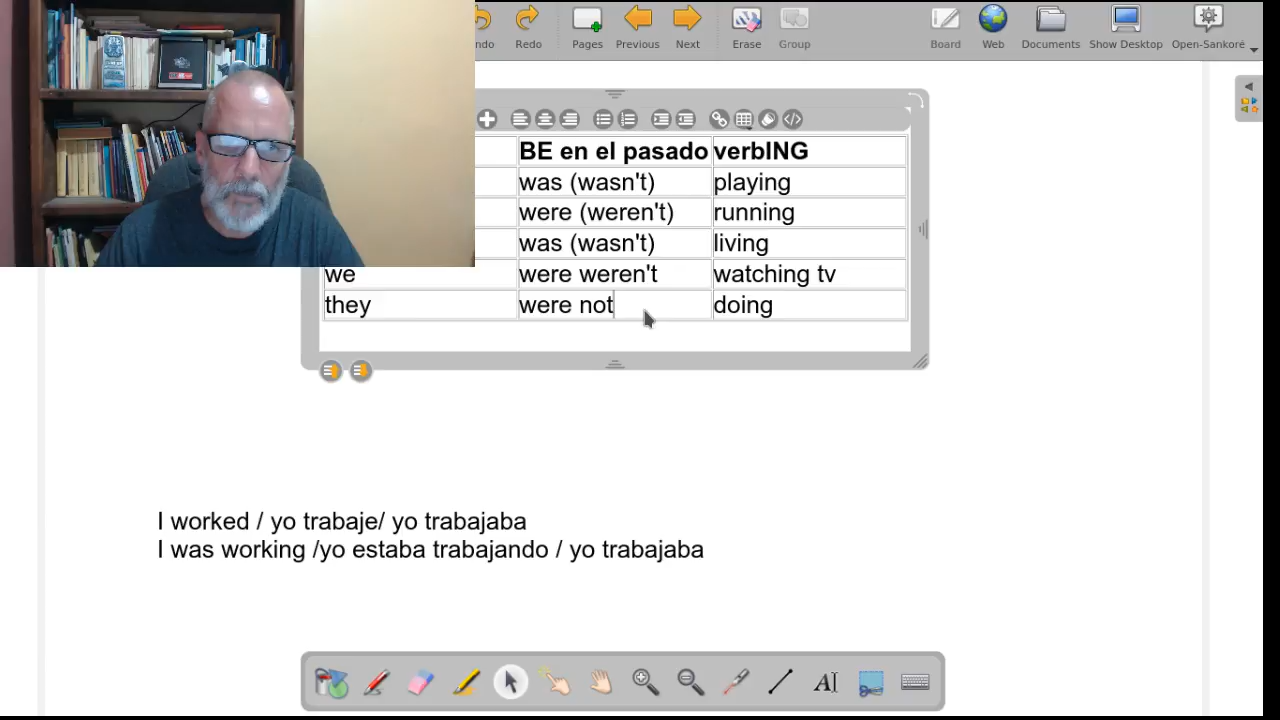 ndo Redo Pages Previous Next Erase Group Board Web Documents Show Desktop Open-Sankoré
BE en el pasado verbING
was (wasn't) playing
were (weren't) running
was (wasn't) living
we were weren't watching tv
they were not doing
I worked / yo trabaje/ yo trabajaba
I was working /yo estaba trabajando / yo trabajaba
AI